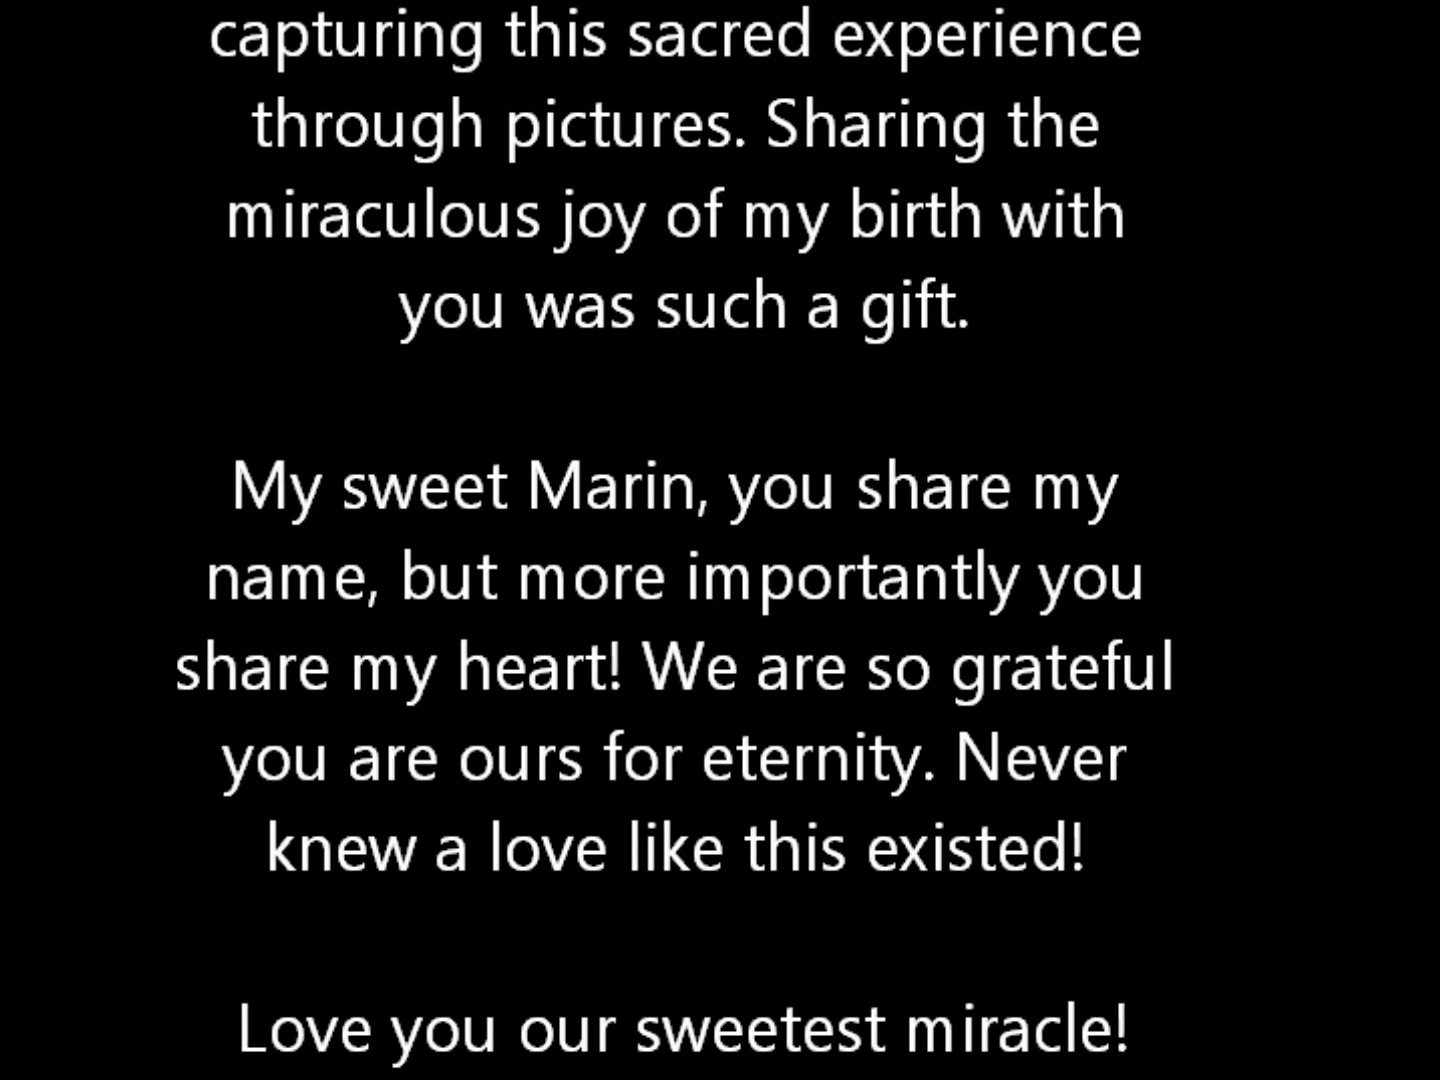 capturing this sacred experience
through pictures. Sharing the
miraculous joy of my birth with
you was such a gift.
My sweet Marin, you share my
name, but more importantly you
share my heart! We are so grateful
you are ours for eternity. Never
knew a love like this existed!
Love you our sweetest miracle!